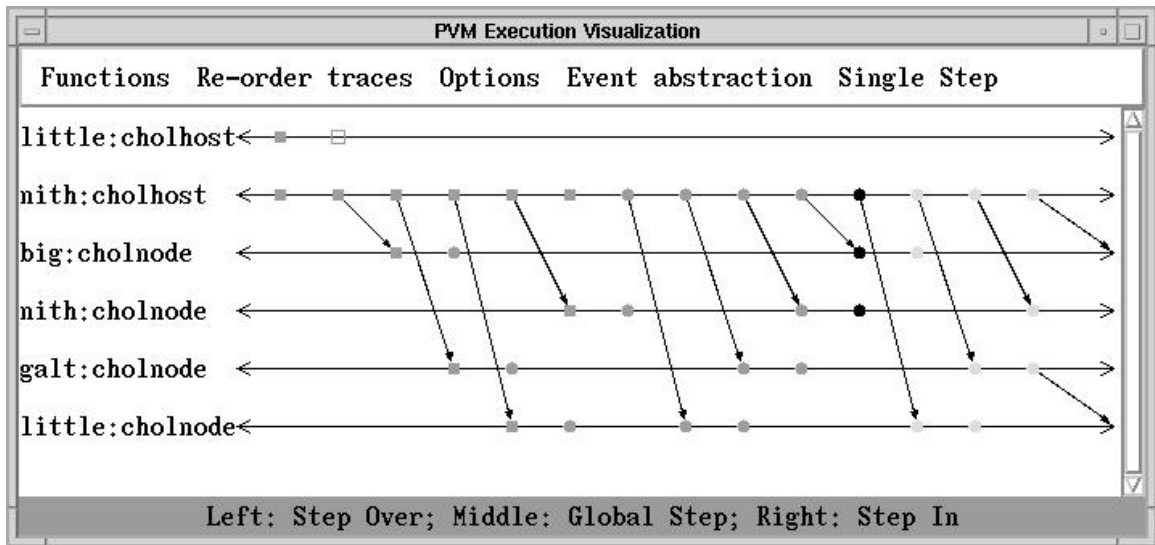 PVM Execution Visualization
Functions Re-order traces Options Event abstraction Single Step
little:cholhost
nith:cholhost
big:cholnode
nith:cholnode
galt:cholnode
little:cholnode
Left: Step Over; Middle: Global Step; Right: Step In